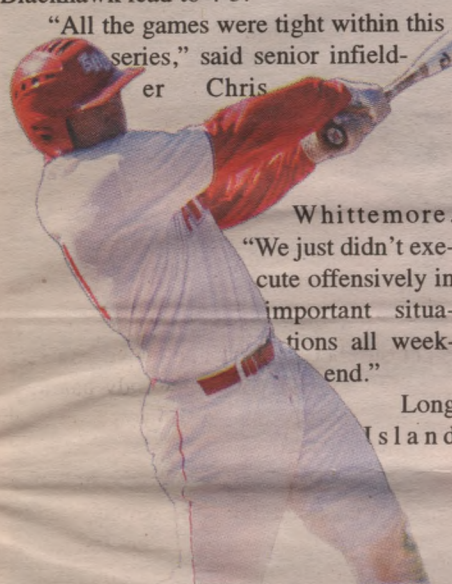 “All the games were tight within this
series,” said senior infield-
er Chris
Whittemore.
“We just didn’t exe-
cute offensively in
important situa-
tions all week-
end.”
Long
Island